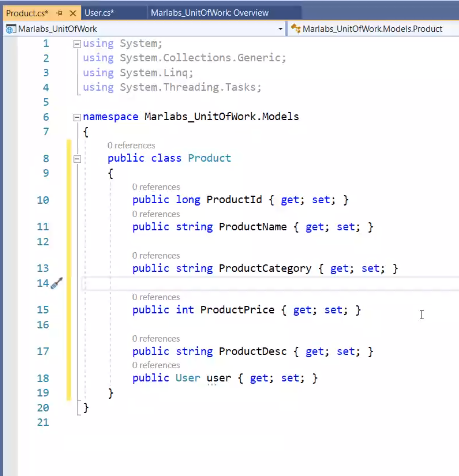 Product.cs*
User.cs*
Marlabs_UnitOfWork: Overview
Marlabs_UnitOfWork
Marlabs_UnitOfWork.Models.Product
1 using System;
2 using System.Collections.Generic;
3 using System.Linq;
4 using System.Threading.Tasks;
5
6 namespace Marlabs_UnitOfWork.Models
7 {
0 references
8 public class Product
9 {
0 references
10 public long ProductId { get; set; }
0 references
11 public string ProductName { get; set; }
12
0 references
13 public string ProductCategory { get; set; }
14
0 references
15 public int ProductPrice { get; set; }
16
0 references
17 public string ProductDesc { get; set; }
0 references
18 public User user { get; set; }
19 }
20 }
21